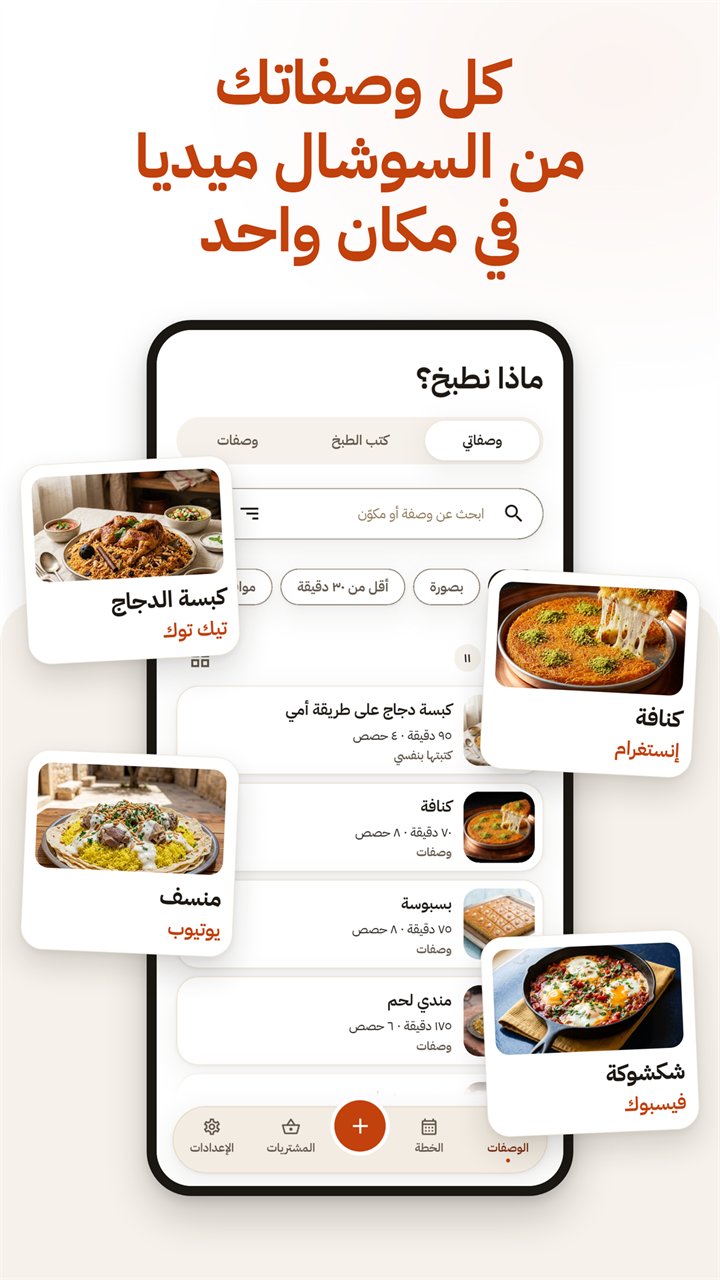 كل وصفاتك
من السوشال ميديا
في مكان واحد
ماذا نطبخ؟
وصفاتي
كتب الطبخ
وصفات
ابحث عن وصفة أو مكوّن
بصورة
أقل من ٣٠ دقيقة
كبسة الدجاج
تيك توك
١١
كنافة
إنستغرام
كبسة دجاج على طريقة أمي
٩٥ دقيقة · ٤ حصص
كتبتها بنفسي
كنافة
٧٠ دقيقة · ٨ حصص
وصفات
منسف
يوتيوب
بسبوسة
٧٥ دقيقة · ٨ حصص
وصفات
مندي لحم
١٧٥ دقيقة · ٦ حصص
وصفات
شكشوكة
فيسبوك
الوصفات
الخطة
المشتريات
الإعدادات